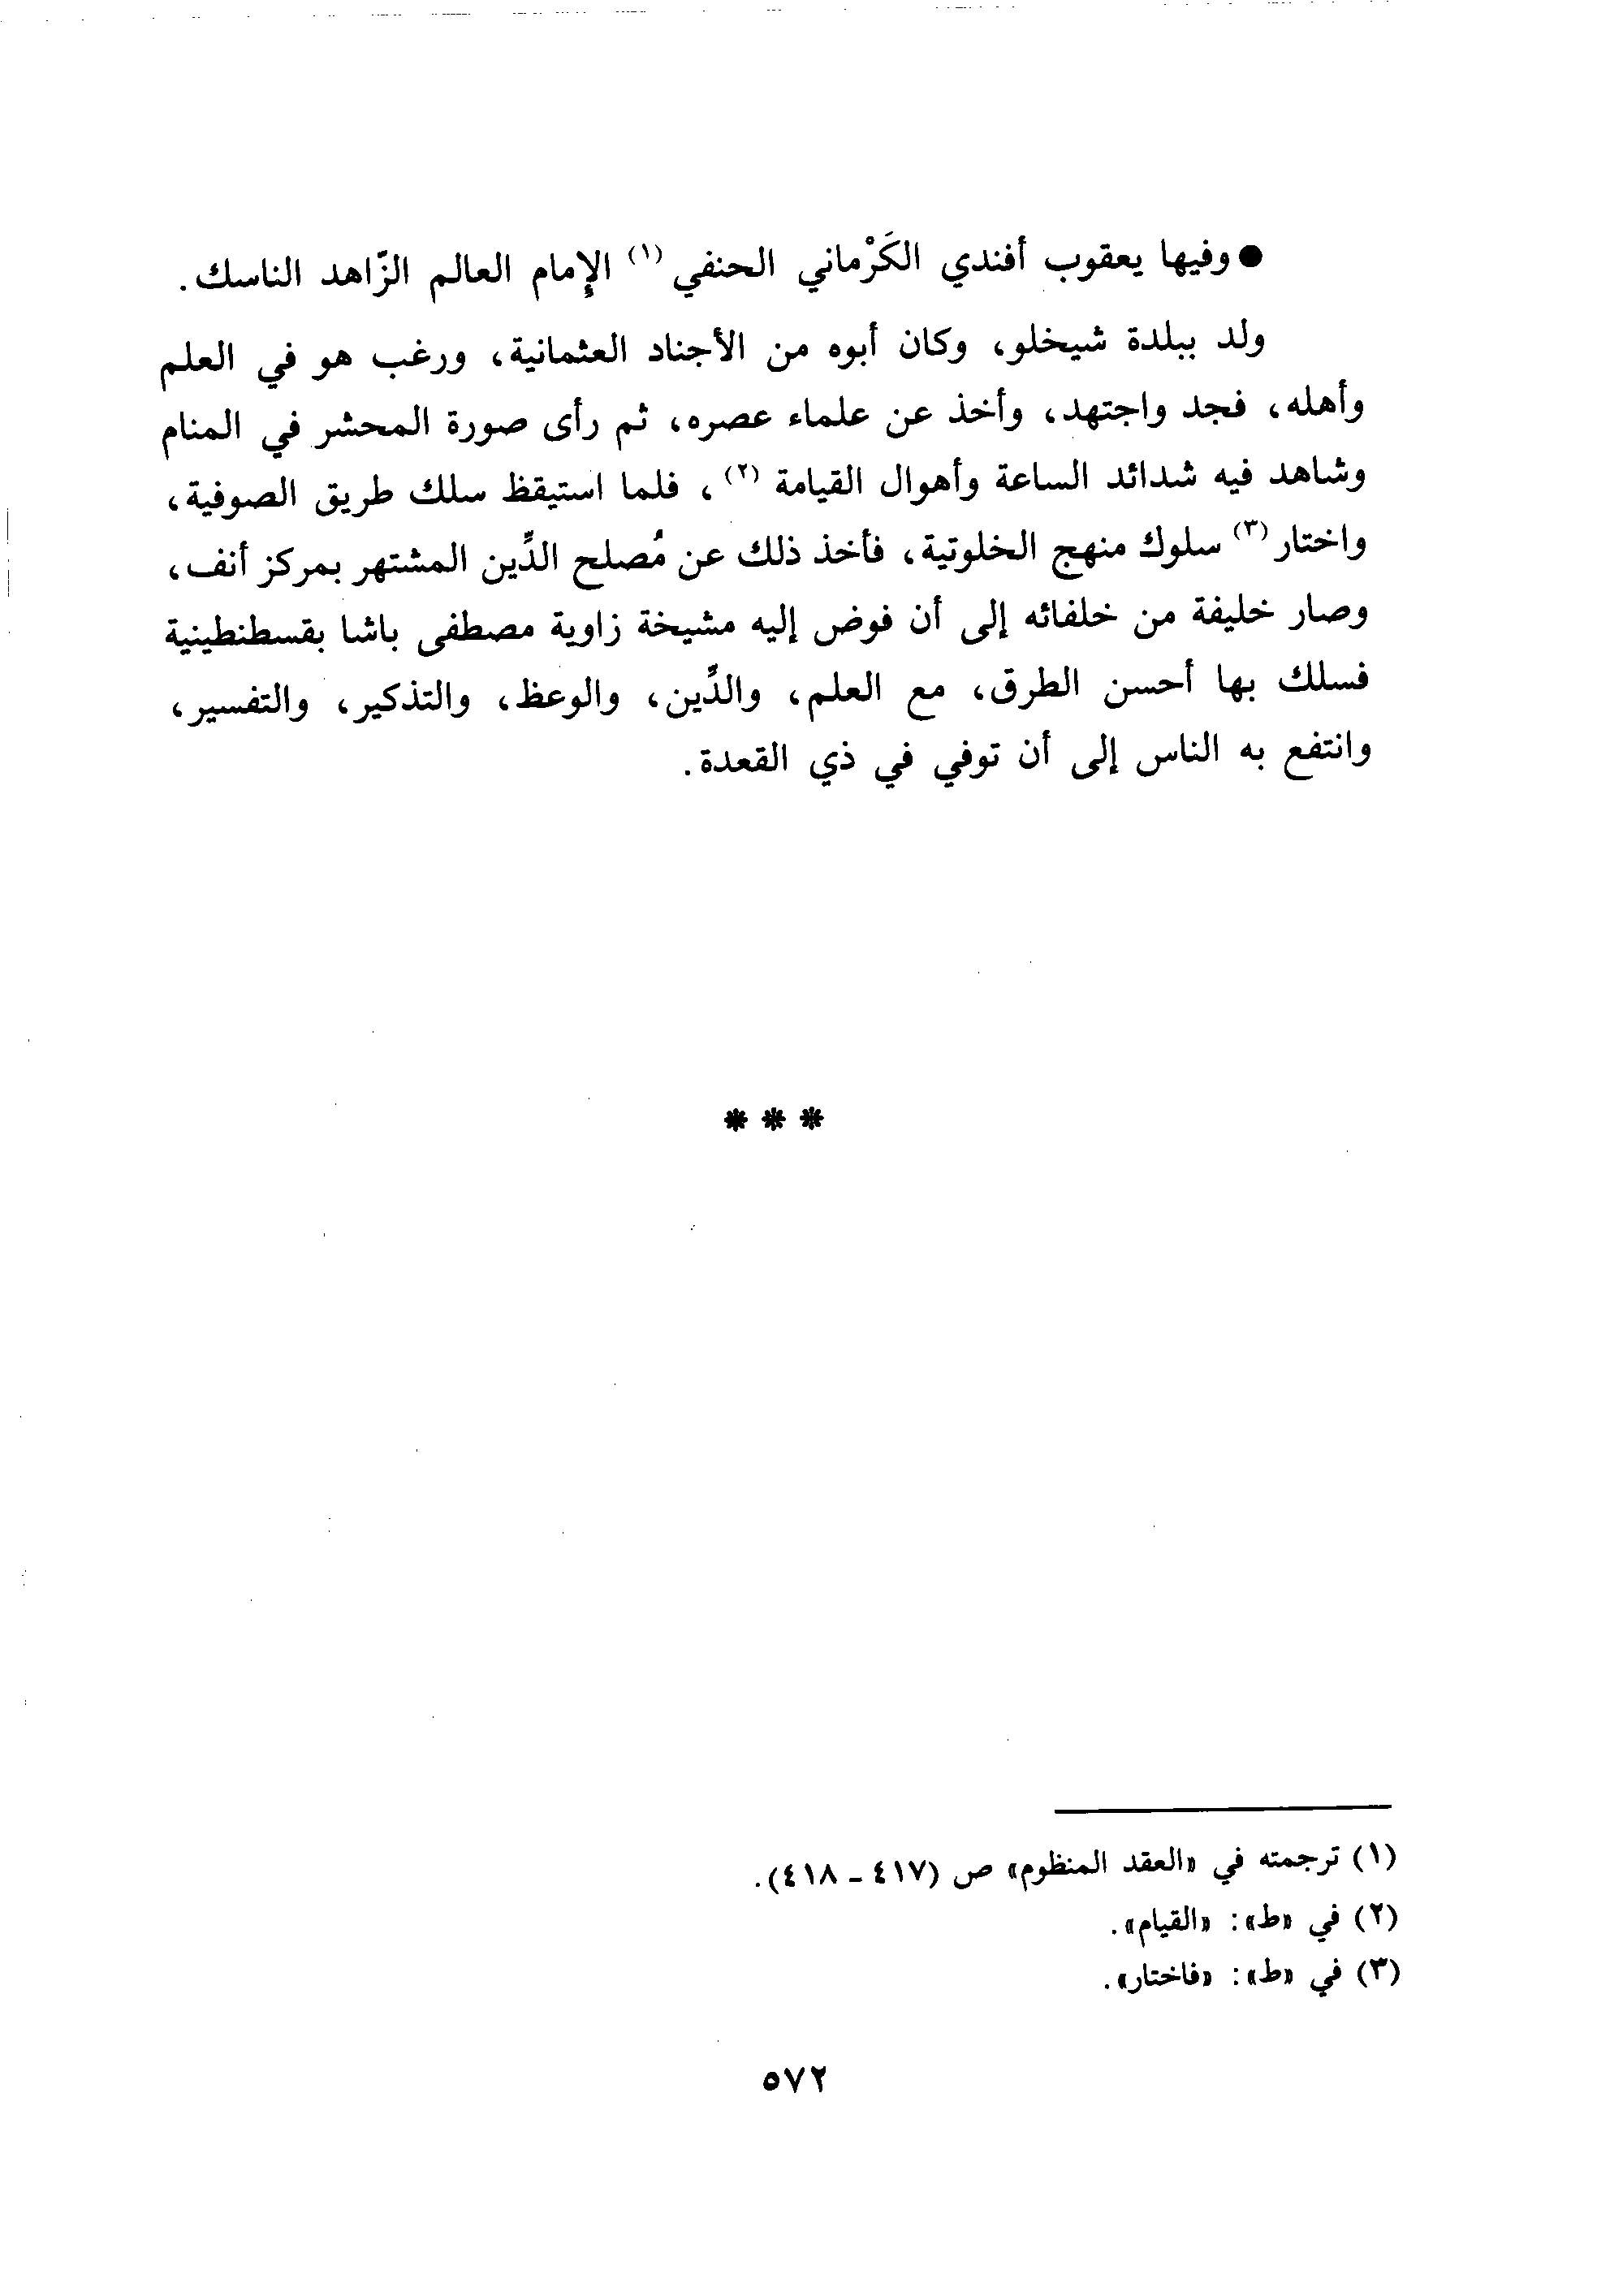 ● وفيها يعقوب أفندي الكَرْماني الحنفي (١) الإمام العالم الزّاهد الناسك.
ولد ببلدة شيخلو، وكان أبوه من الأجناد العثمانية، ورغب هو في العلم
وأهله، فجد واجتهد، وأخذ عن علماء عصره، ثم رأى صورة المحشر في المنام
وشاهد فيه شدائد الساعة وأهوال القيامة (٢)، فلما استيقظ سلك طريق الصوفية،
واختار (٣) سلوك منهج الخلوتية، فأخذ ذلك عن مُصلح الدِّين المشتهر بمركز أنف،
وصار خليفة من خلفائه إلى أن فوض إليه مشيخة زاوية مصطفى باشا بقسطنطينية
فسلك بها أحسن الطرق، مع العلم، والدِّين، والوعظ، والتذكير، والتفسير،
وانتفع به الناس إلى أن توفي في ذي القعدة.
* * *
(١) ترجمته في «العقد المنظوم» ص (٤١٧ - ٤١٨).
(٢) في «ط»: «القيام».
(٣) في «ط»: «فاختار».
٥٧٢